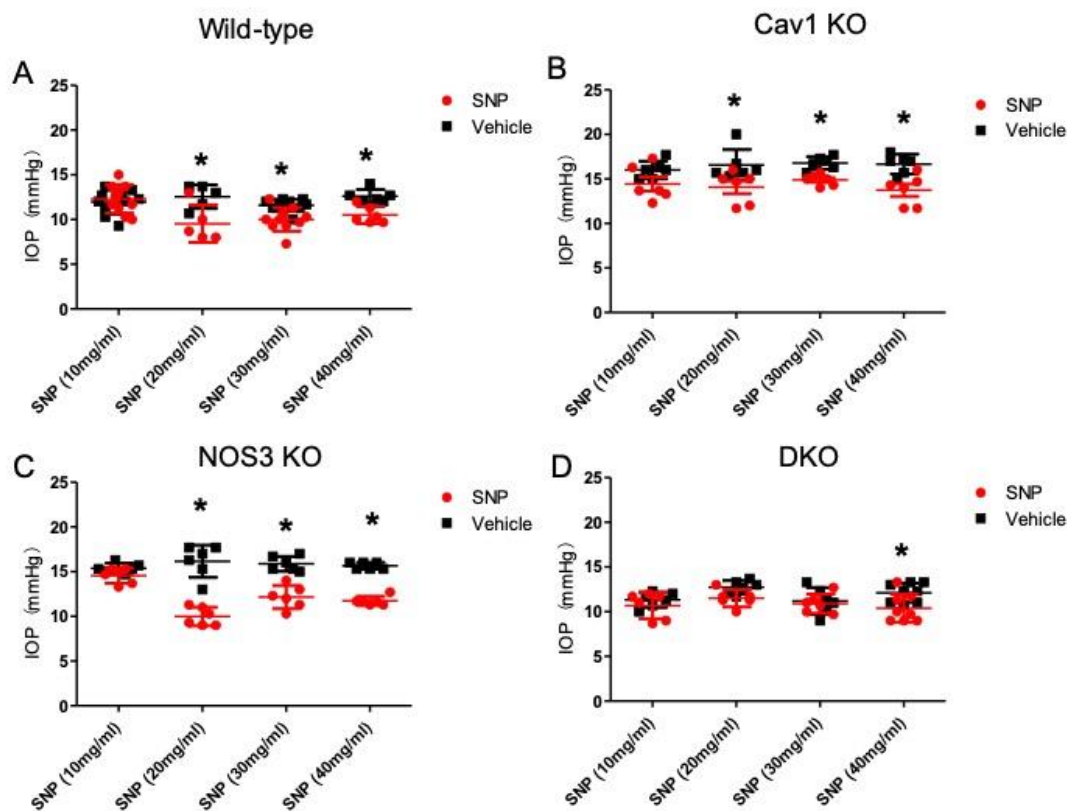 Wild-type
A
IOP (mmHg)
25
20
15
10
5
0
*
*
*
SNP
Vehicle
SNP (10mg/ml)
SNP (20mg/ml)
SNP (30mg/ml)
SNP (40mg/ml)
Cav1 KO
B
IOP (mmHg)
25
20
15
10
5
0
*
*
*
SNP
Vehicle
SNP (10mg/ml)
SNP (20mg/ml)
SNP (30mg/ml)
SNP (40mg/ml)
NOS3 KO
C
IOP (mmHg)
25
20
15
10
5
0
*
*
*
SNP
Vehicle
SNP (10mg/ml)
SNP (20mg/ml)
SNP (30mg/ml)
SNP (40mg/ml)
DKO
D
IOP (mmHg)
25
20
15
10
5
0
*
SNP
Vehicle
SNP (10mg/ml)
SNP (20mg/ml)
SNP (30mg/ml)
SNP (40mg/ml)